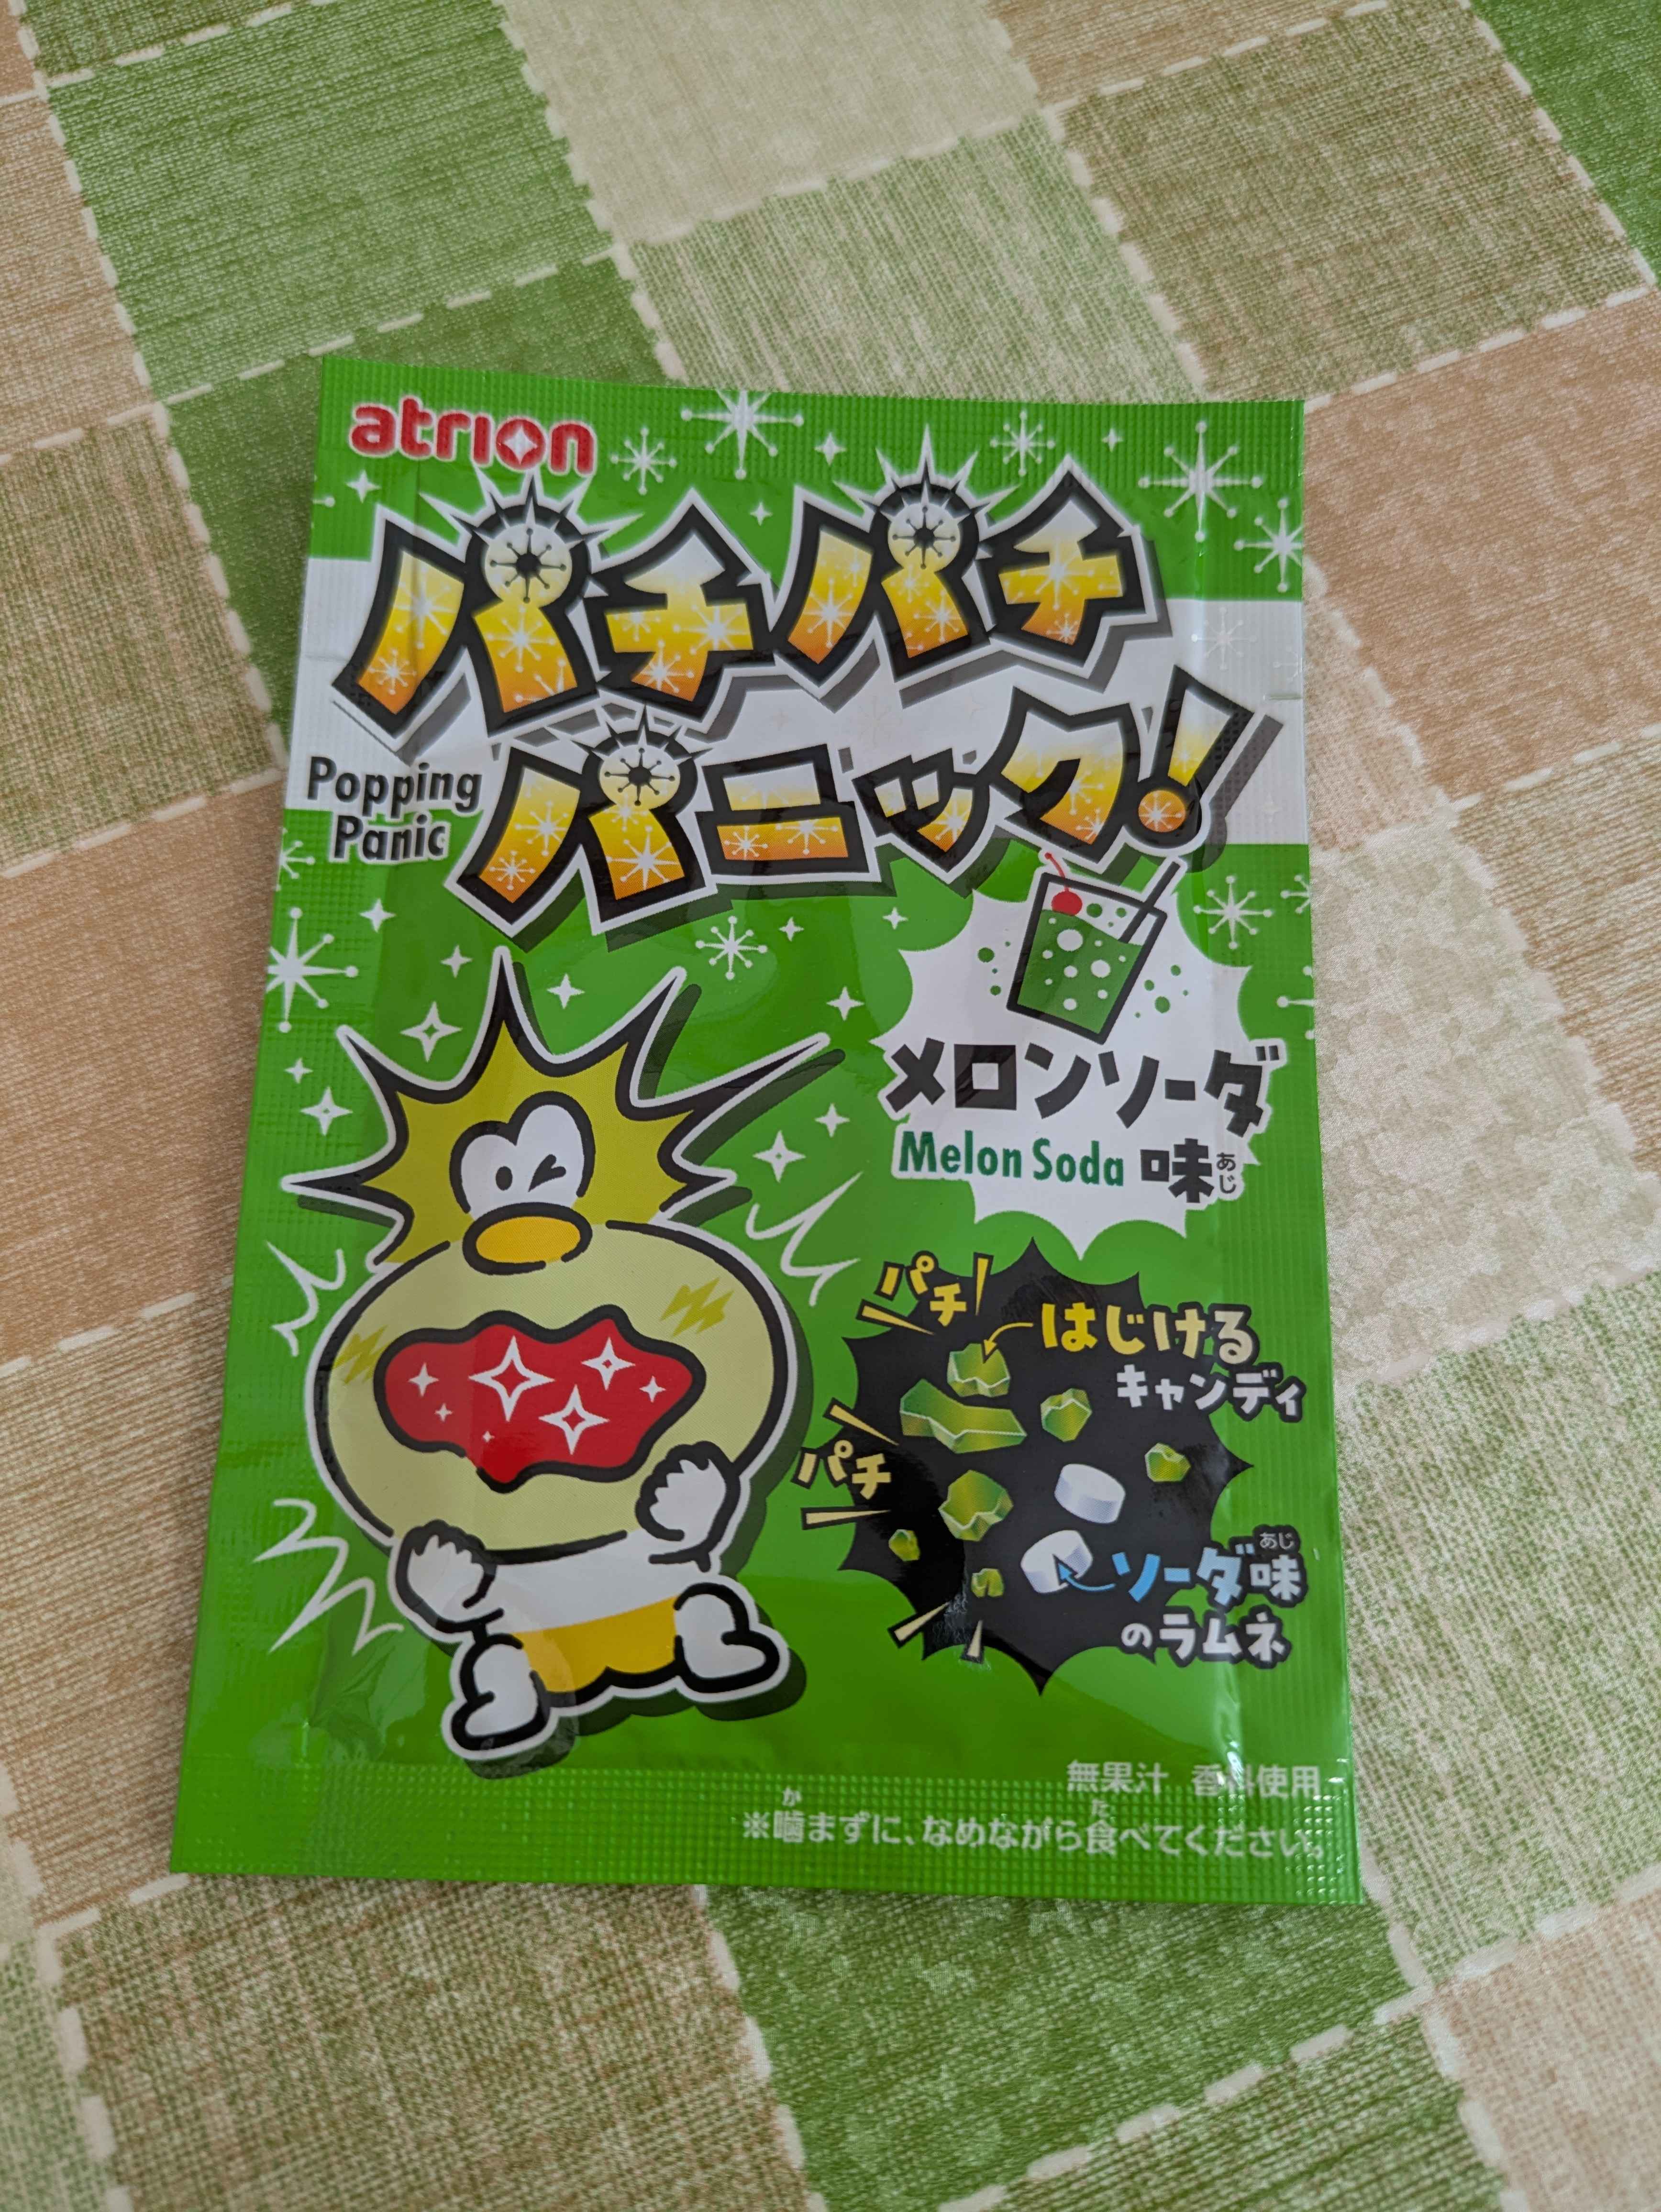 atrion
パチパチ
パニック!
Popping
Panic
メロンソーダ
Melon Soda 味
あじ
パチ
はじける
キャンディ
パチ
あじ
ソーダ味
のラムネ
無果汁 香料使用
か
た
※噛まずに、なめながら食べてください。